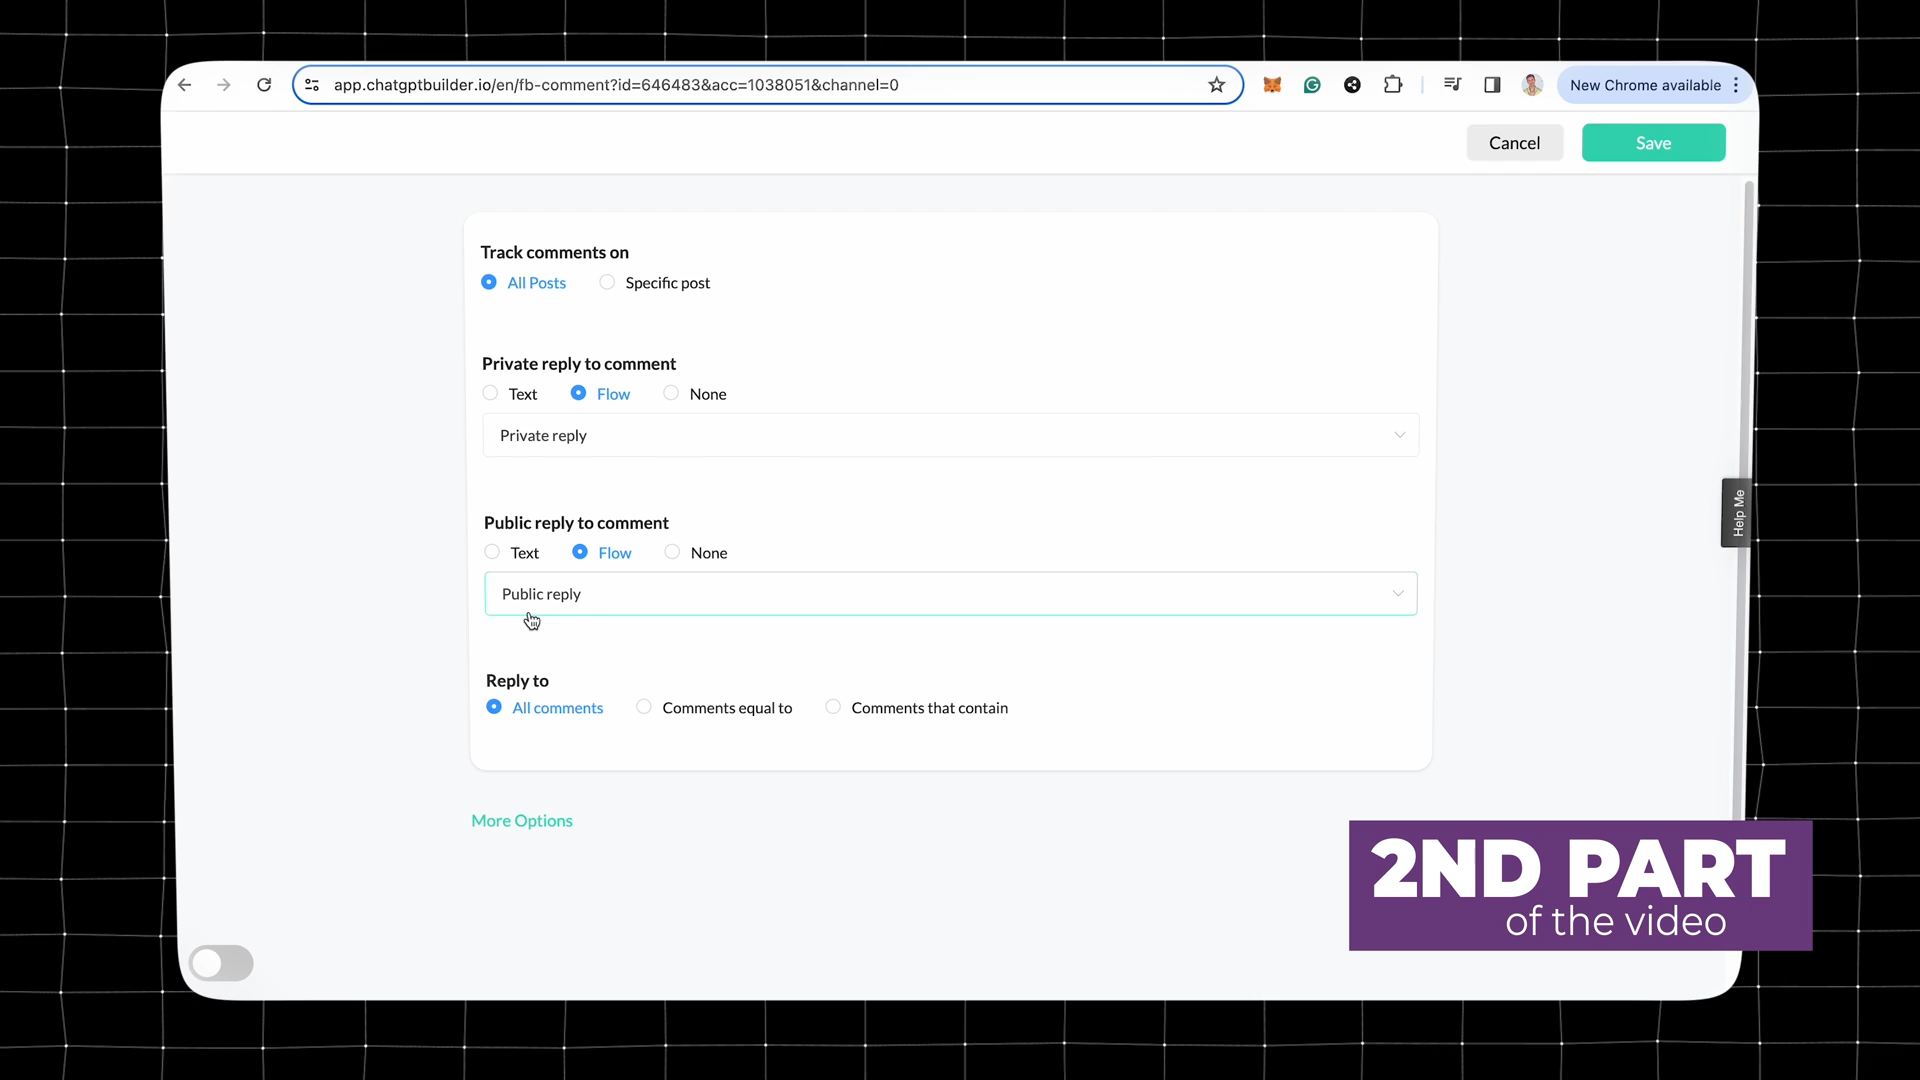 app.chatgptbuilder.io/en/fb-comment?id=646483&acc=1038051&channel=0
New Chrome available
Cancel
Save
Track comments on
All Posts
Specific post
Private reply to comment
Text
Flow
None
Private reply
Help Me
Public reply to comment
Text
Flow
None
Public reply
Reply to
All comments
Comments equal to
Comments that contain
More Options
2ND PART
of the video